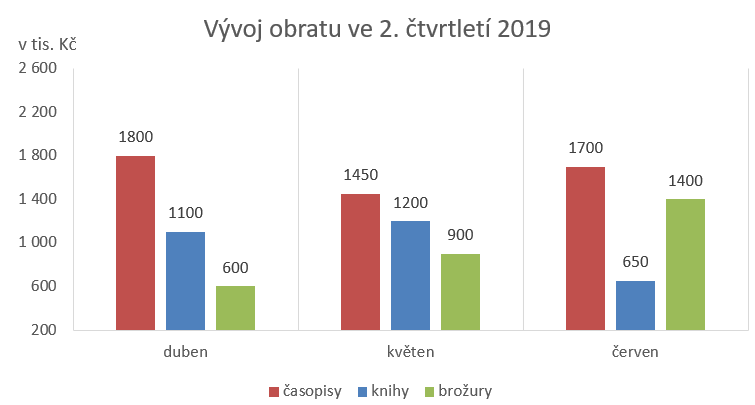 Vývoj obratu ve 2. čtvrtletí 2019
v tis. Kč
2 600
2 200
1 800
1 400
1 000
600
200
1800
1100
600
1450
1200
900
1700
650
1400
duben
květen
červen
časopisy knihy brožury